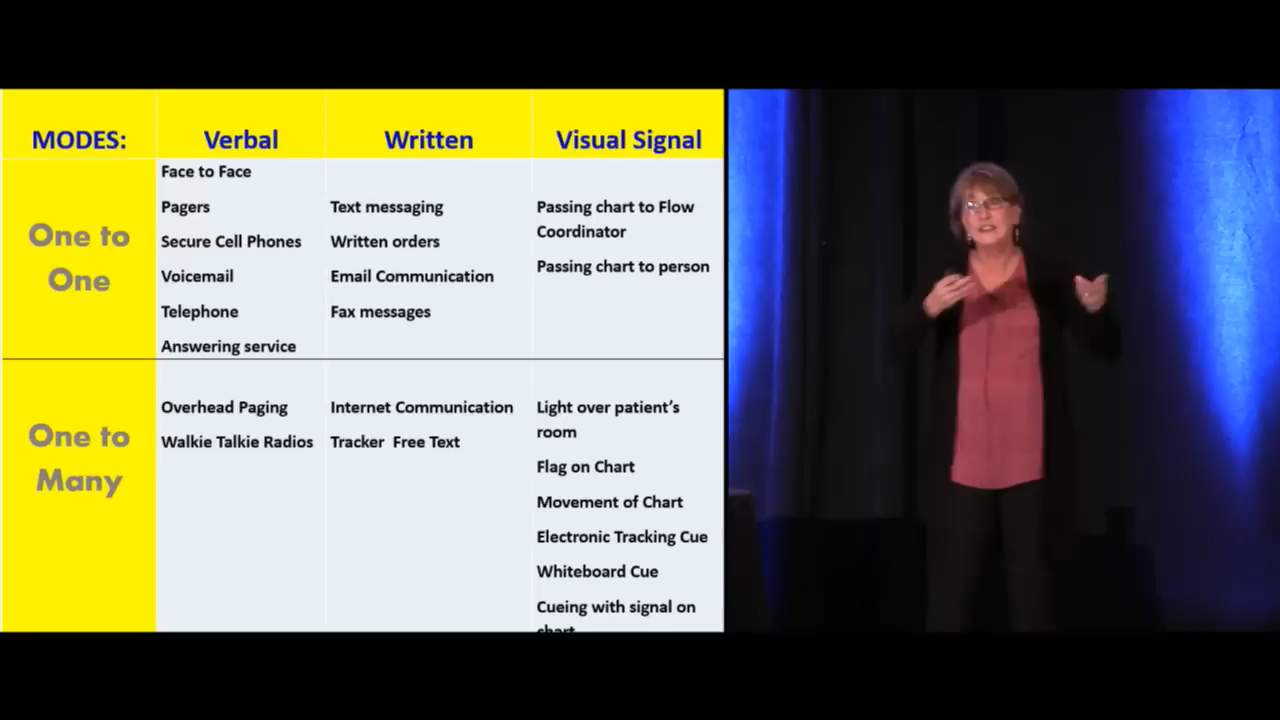 MODES: Verbal Written Visual Signal
One to
One
Face to Face
Pagers
Secure Cell Phones
Voicemail
Telephone
Answering service
Text messaging
Written orders
Email Communication
Fax messages
Passing chart to Flow
Coordinator
Passing chart to person
One to
Many
Overhead Paging
Walkie Talkie Radios
Internet Communication
Tracker Free Text
Light over patient's
room
Flag on Chart
Movement of Chart
Electronic Tracking Cue
Whiteboard Cue
Cueing with signal on
chart